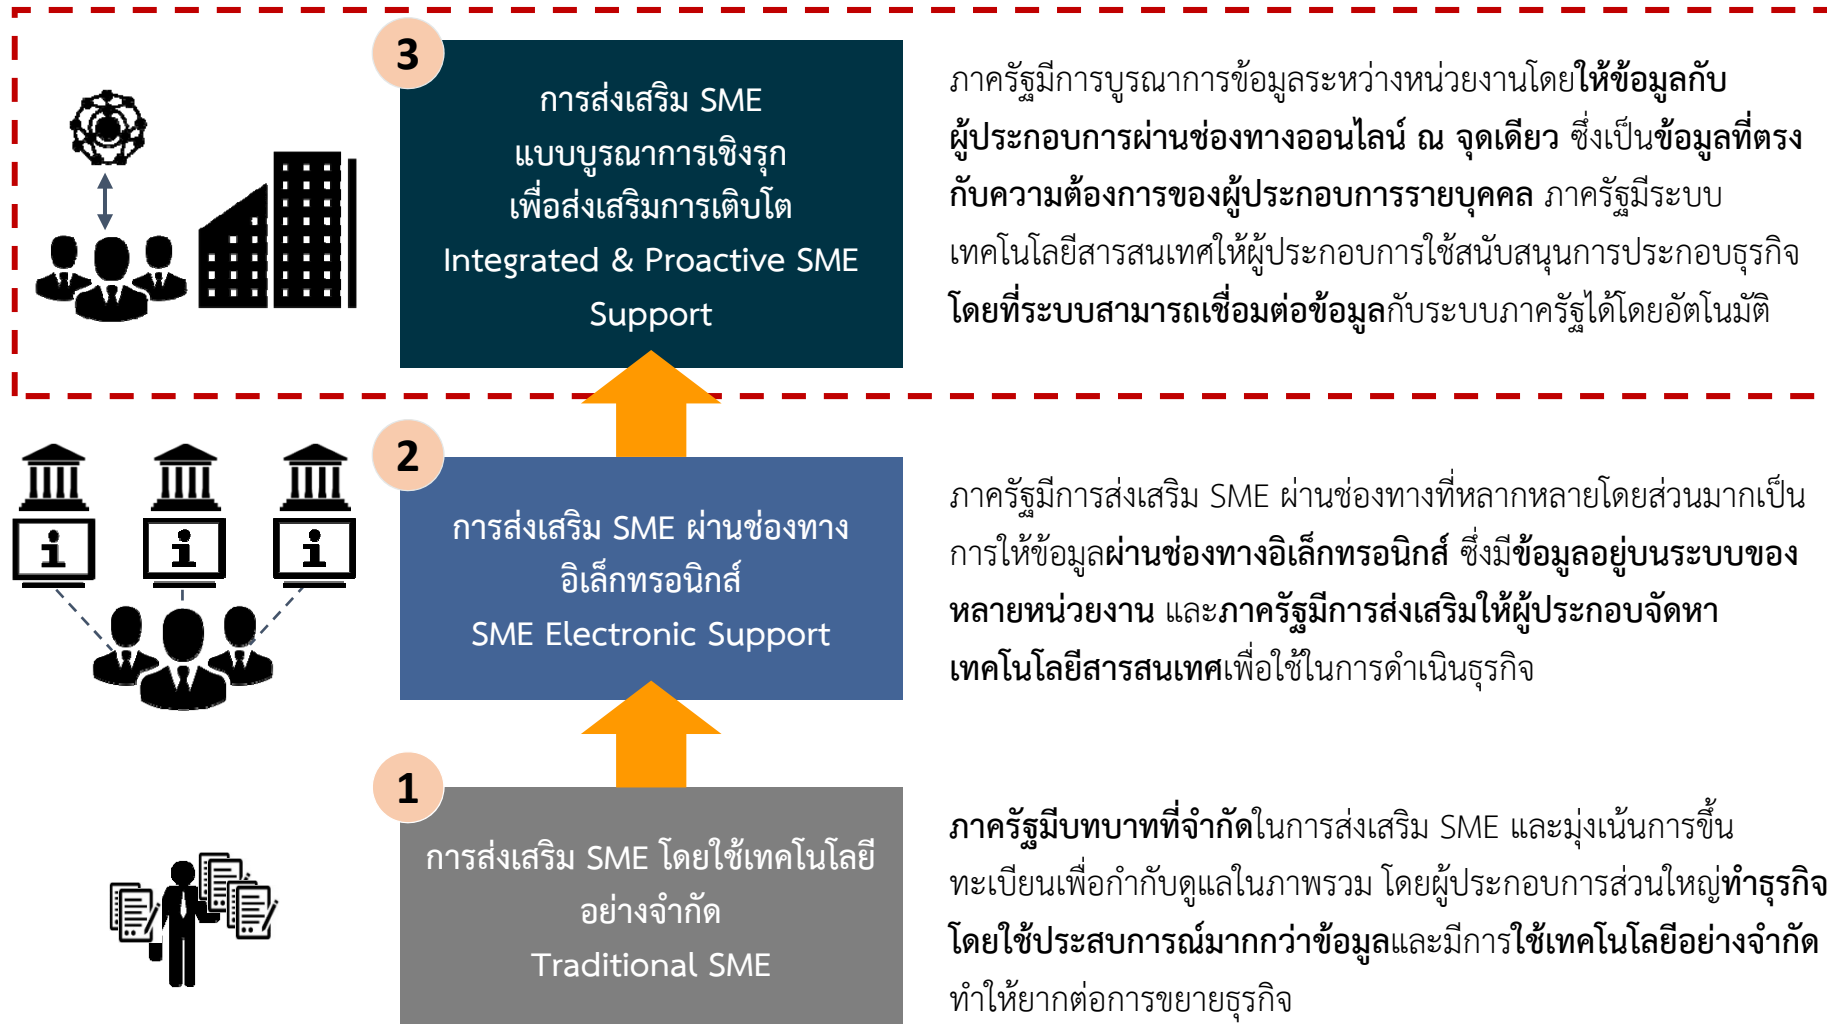 3
การส่งเสริม SME
แบบบูรณาการเชิงรุก
เพื่อส่งเสริมการเติบโต
Integrated & Proactive SME
Support
ภาครัฐมีการบูรณาการข้อมูลระหว่างหน่วยงานโดยให้ข้อมูลกับ
ผู้ประกอบการผ่านช่องทางออนไลน์ ณ จุดเดียว ซึ่งเป็นข้อมูลที่ตรง
กับความต้องการของผู้ประกอบการรายบุคคล ภาครัฐมีระบบ
เทคโนโลยีสารสนเทศให้ผู้ประกอบการใช้สนับสนุนการประกอบธุรกิจ
โดยที่ระบบสามารถเชื่อมต่อข้อมูลกับระบบภาครัฐได้โดยอัตโนมัติ
2
การส่งเสริม SME ผ่านช่องทาง
อิเล็กทรอนิกส์
SME Electronic Support
ภาครัฐมีการส่งเสริม SME ผ่านช่องทางที่หลากหลายโดยส่วนมากเป็น
การให้ข้อมูลผ่านช่องทางอิเล็กทรอนิกส์ ซึ่งมีข้อมูลอยู่บนระบบของ
หลายหน่วยงาน และภาครัฐมีการส่งเสริมให้ผู้ประกอบจัดหา
เทคโนโลยีสารสนเทศเพื่อใช้ในการดำเนินธุรกิจ
1
การส่งเสริม SME โดยใช้เทคโนโลยี
อย่างจำกัด
Traditional SME
ภาครัฐมีบทบาทที่จำกัดในการส่งเสริม SME และมุ่งเน้นการขึ้น
ทะเบียนเพื่อกำกับดูแลในภาพรวม โดยผู้ประกอบการส่วนใหญ่ทำธุรกิจ
โดยใช้ประสบการณ์มากกว่าข้อมูลและมีการใช้เทคโนโลยีอย่างจำกัด
ทำให้ยากต่อการขยายธุรกิจ